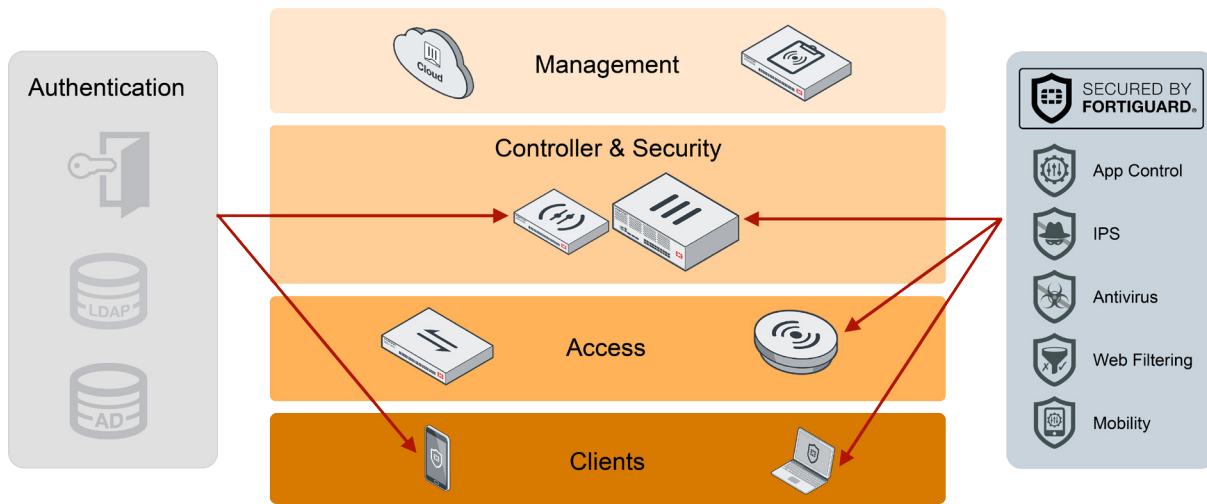 Authentication
LDAP
AD
Cloud
Management
Controller & Security
Access
Clients
SECURED BY
FORTIGUARD®
App Control
IPS
Antivirus
Web Filtering
Mobility